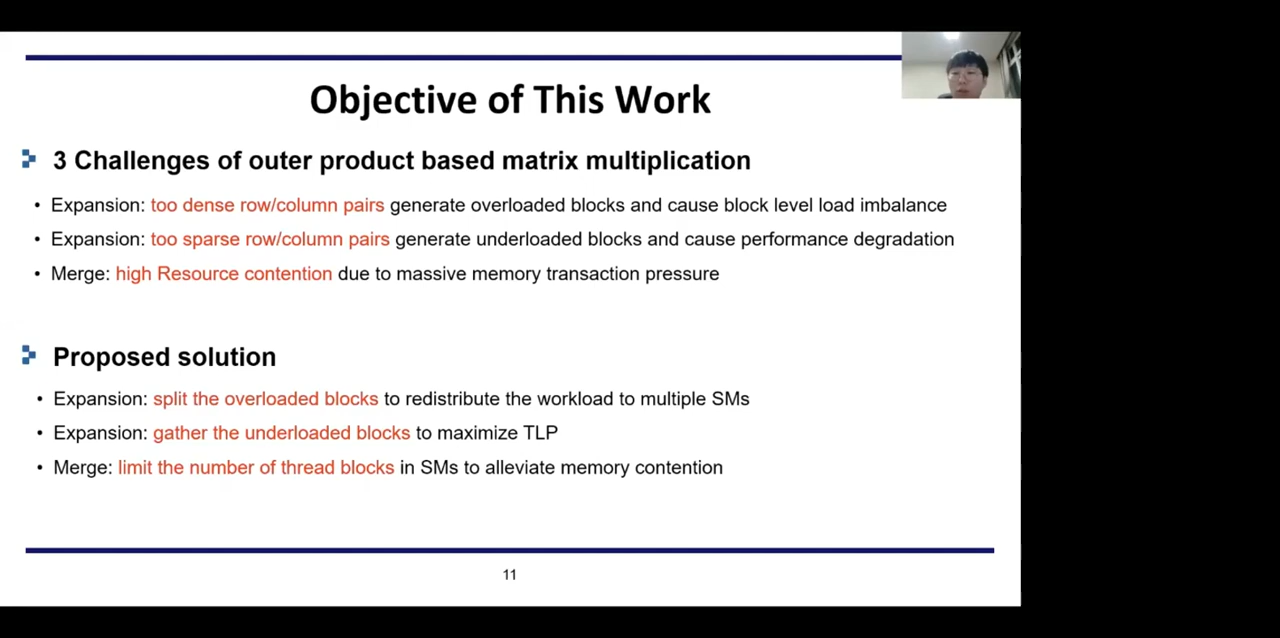 Objective of This Work
3 Challenges of outer product based matrix multiplication
• Expansion: too dense row/column pairs generate overloaded blocks and cause block level load imbalance
• Expansion: too sparse row/column pairs generate underloaded blocks and cause performance degradation
• Merge: high Resource contention due to massive memory transaction pressure
Proposed solution
• Expansion: split the overloaded blocks to redistribute the workload to multiple SMs
• Expansion: gather the underloaded blocks to maximize TLP
• Merge: limit the number of thread blocks in SMs to alleviate memory contention
11